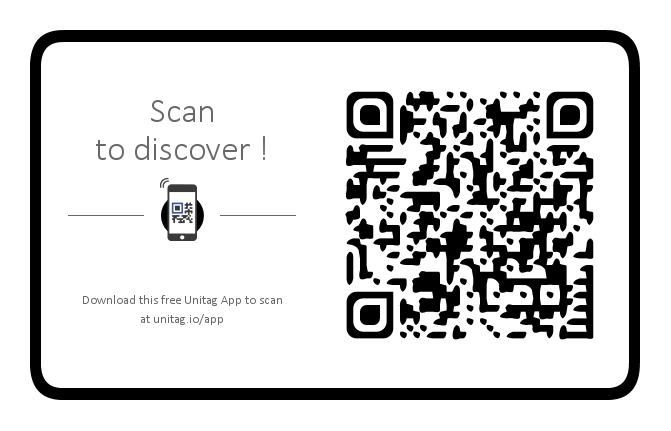 Scan
to discover !
Download this free Unitag App to scan
at unitag.io/app